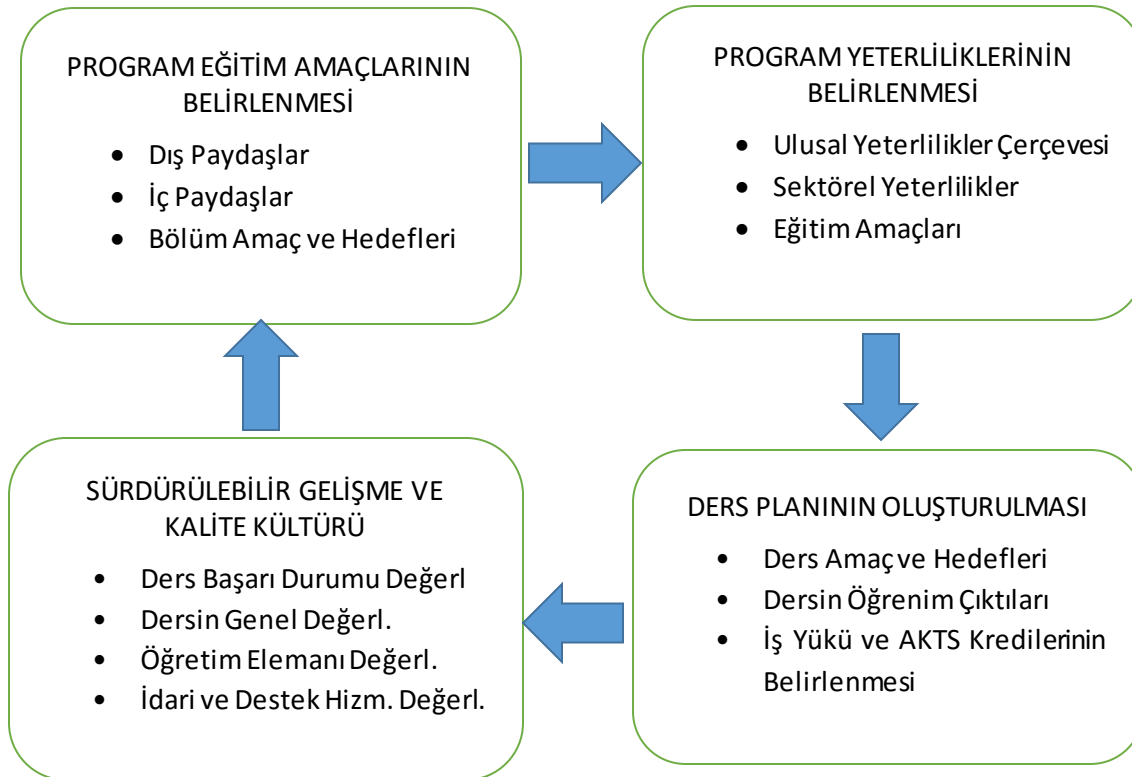 PROGRAM EĞİTİM AMAÇLARININ
BELİRLENMESİ
• Dış Paydaşlar
• İç Paydaşlar
• Bölüm Amaç ve Hedefleri
PROGRAM YETERLİLİKLERİNİN
BELİRLENMESİ
• Ulusal Yeterlilikler Çerçevesi
• Sektörel Yeterlilikler
• Eğitim Amaçları
SÜRDÜRÜLEBİLİR GELİŞME VE
KALİTE KÜLTÜRÜ
• Ders Başarı Durumu Değerl
• Dersin Genel Değerl.
• Öğretim Elemanı Değerl.
• İdari ve Destek Hizm. Değerl.
DERS PLANININ OLUŞTURULMASI
• Ders Amaç ve Hedefleri
• Dersin Öğrenim Çıktıları
• İş Yükü ve AKTS Kredilerinin
Belirlenmesi